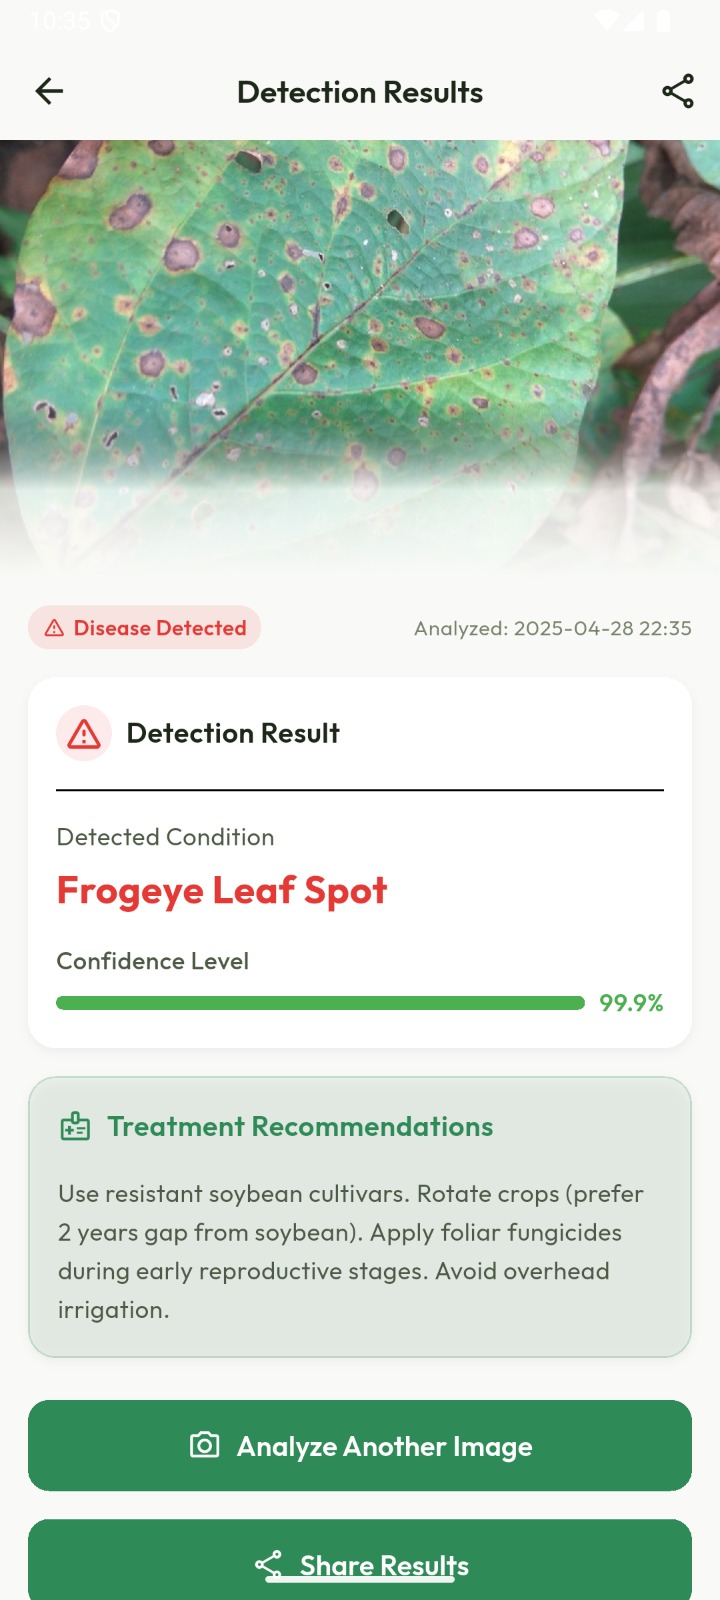 10:35
Detection Results
Disease Detected
Analyzed: 2025-04-28 22:35
Detection Result
Detected Condition
Frogeye Leaf Spot
Confidence Level
99.9%
Treatment Recommendations
Use resistant soybean cultivars. Rotate crops (prefer
2 years gap from soybean). Apply foliar fungicides
during early reproductive stages. Avoid overhead
irrigation.
Analyze Another Image
Share Results